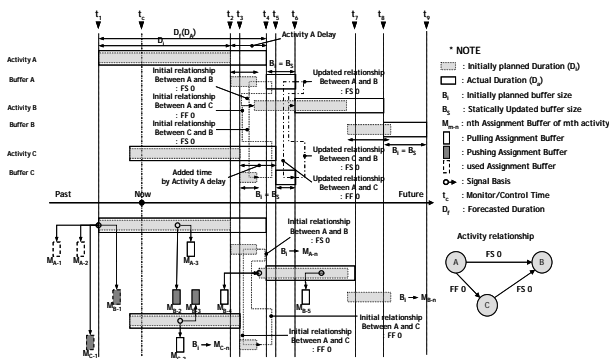 t1 tc t2 t3 t4 t5 t6 t7 t8 t9
Df(DA)
Di
Activity A Delay
Activity A
Buffer A
Activity B
Buffer B
Activity C
Buffer C
Initial relationship
Between A and B
: FS 0
Initial relationship
Between A and C
: FF 0
Initial relationship
Between C and B
: FS 0
Added time
by Activity A delay
Bi = BS
Updated relationship
Between A and B
: FS 0
Bi = BS
Updated relationship
Between C and B
: FS 0
Updated relationship
Between A and C
: FF 0
Bi = BS
Past
Now
Future
MA-1
MA-2
MA-3
MB-1
MB-2
MB-3
MB-4
MB-5
MC-1
Bi → MC-n
Initial relationship
Between A and B
: FS 0
Bi → MA-n
Bi → MB-n
Initial relationship
Between A and C
: FF 0
Initial relationship
Between A and C
FF 0
* NOTE
: Initially planned Duration (Di)
: Actual Duration (Da)
Bi : Initially planned buffer size
BS : Statically Updated buffer size
Mm-n : nth Assignment Buffer of mth activity
: Pulling Assignment Buffer
: Pushing Assignment Buffer
: used Assignment Buffer
: Signal Basis
tc : Monitor/Control Time
Df : Forecasted Duration
Activity relationship
A
FS 0
B
FF 0
FS 0
C